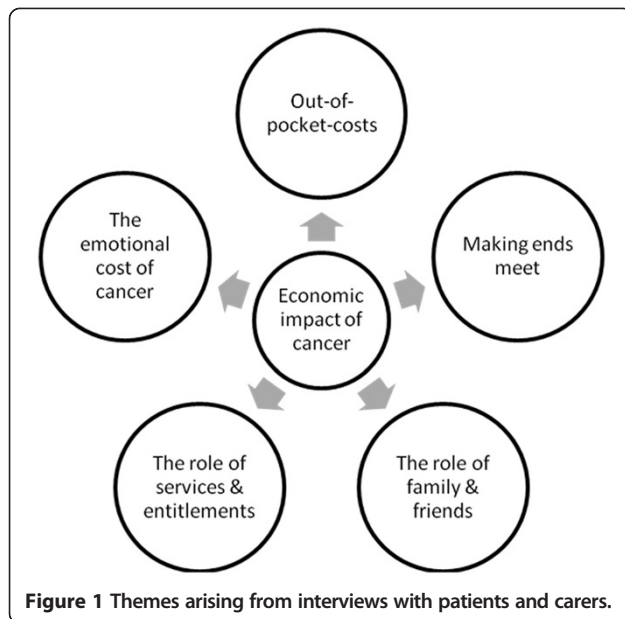 Out-of-
pocket-costs
The
emotional
cost of
cancer
Making ends
meet
Economic
impact of
cancer
The role of
services &
entitlements
The role of
family &
friends
Figure 1 Themes arising from interviews with patients and carers.